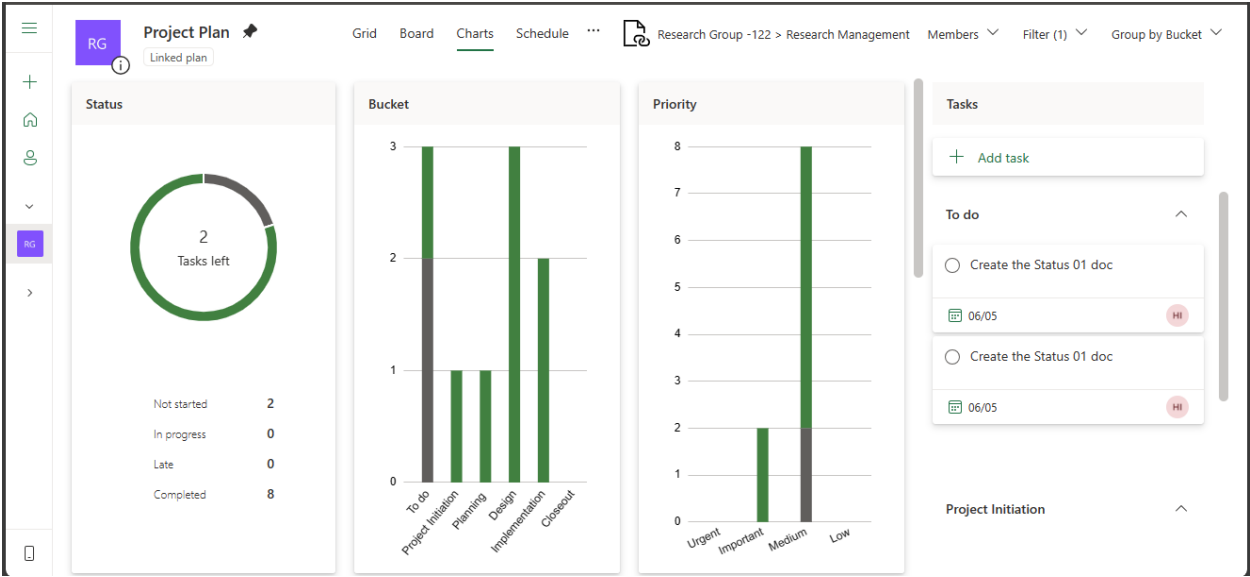 RG
Project Plan
Linked plan
Grid
Board
Charts
Schedule
...
Research Group -122 > Research Management
Members
Filter (1)
Group by Bucket
RG
Status
2
Tasks left
Not started 2
In progress 0
Late 0
Completed 8
Bucket
3
2
1
0
To do
Project Initiation
Planning
Design
Implementation
Closeout
Priority
8
7
6
5
4
3
2
1
0
Urgent
Important
Medium
Low
Tasks
Add task
To do
Create the Status 01 doc
06/05
HI
Create the Status 01 doc
06/05
HI
Project Initiation